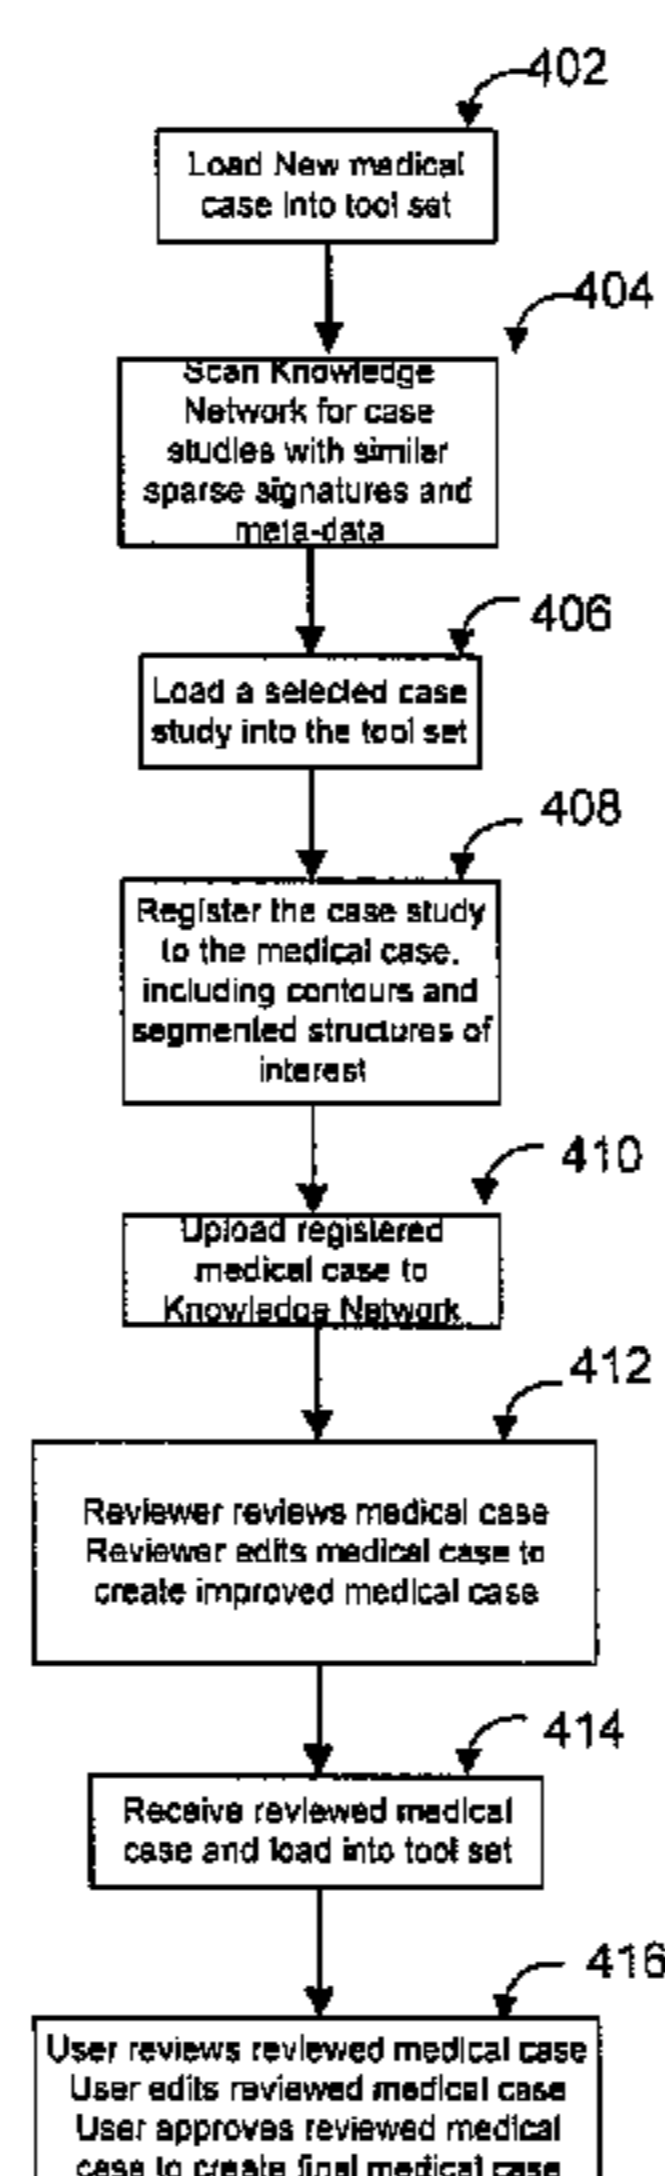 402
Load New medical
case into tool set
404
Scan Knowledge
Network for case
studies with similar
sparse signatures and
meta-data
406
Load a selected case
study into the tool set
408
Register the case study
to the medical case,
including contours and
segmented structures of
interest
410
Upload registered
medical case to
Knowledge Network
412
Reviewer reviews medical case
Reviewer edits medical case to
create improved medical case
414
Receive reviewed medical
case and load into tool set
416
User reviews reviewed medical case
User edits reviewed medical case
User approves reviewed medical
case to create final medical case